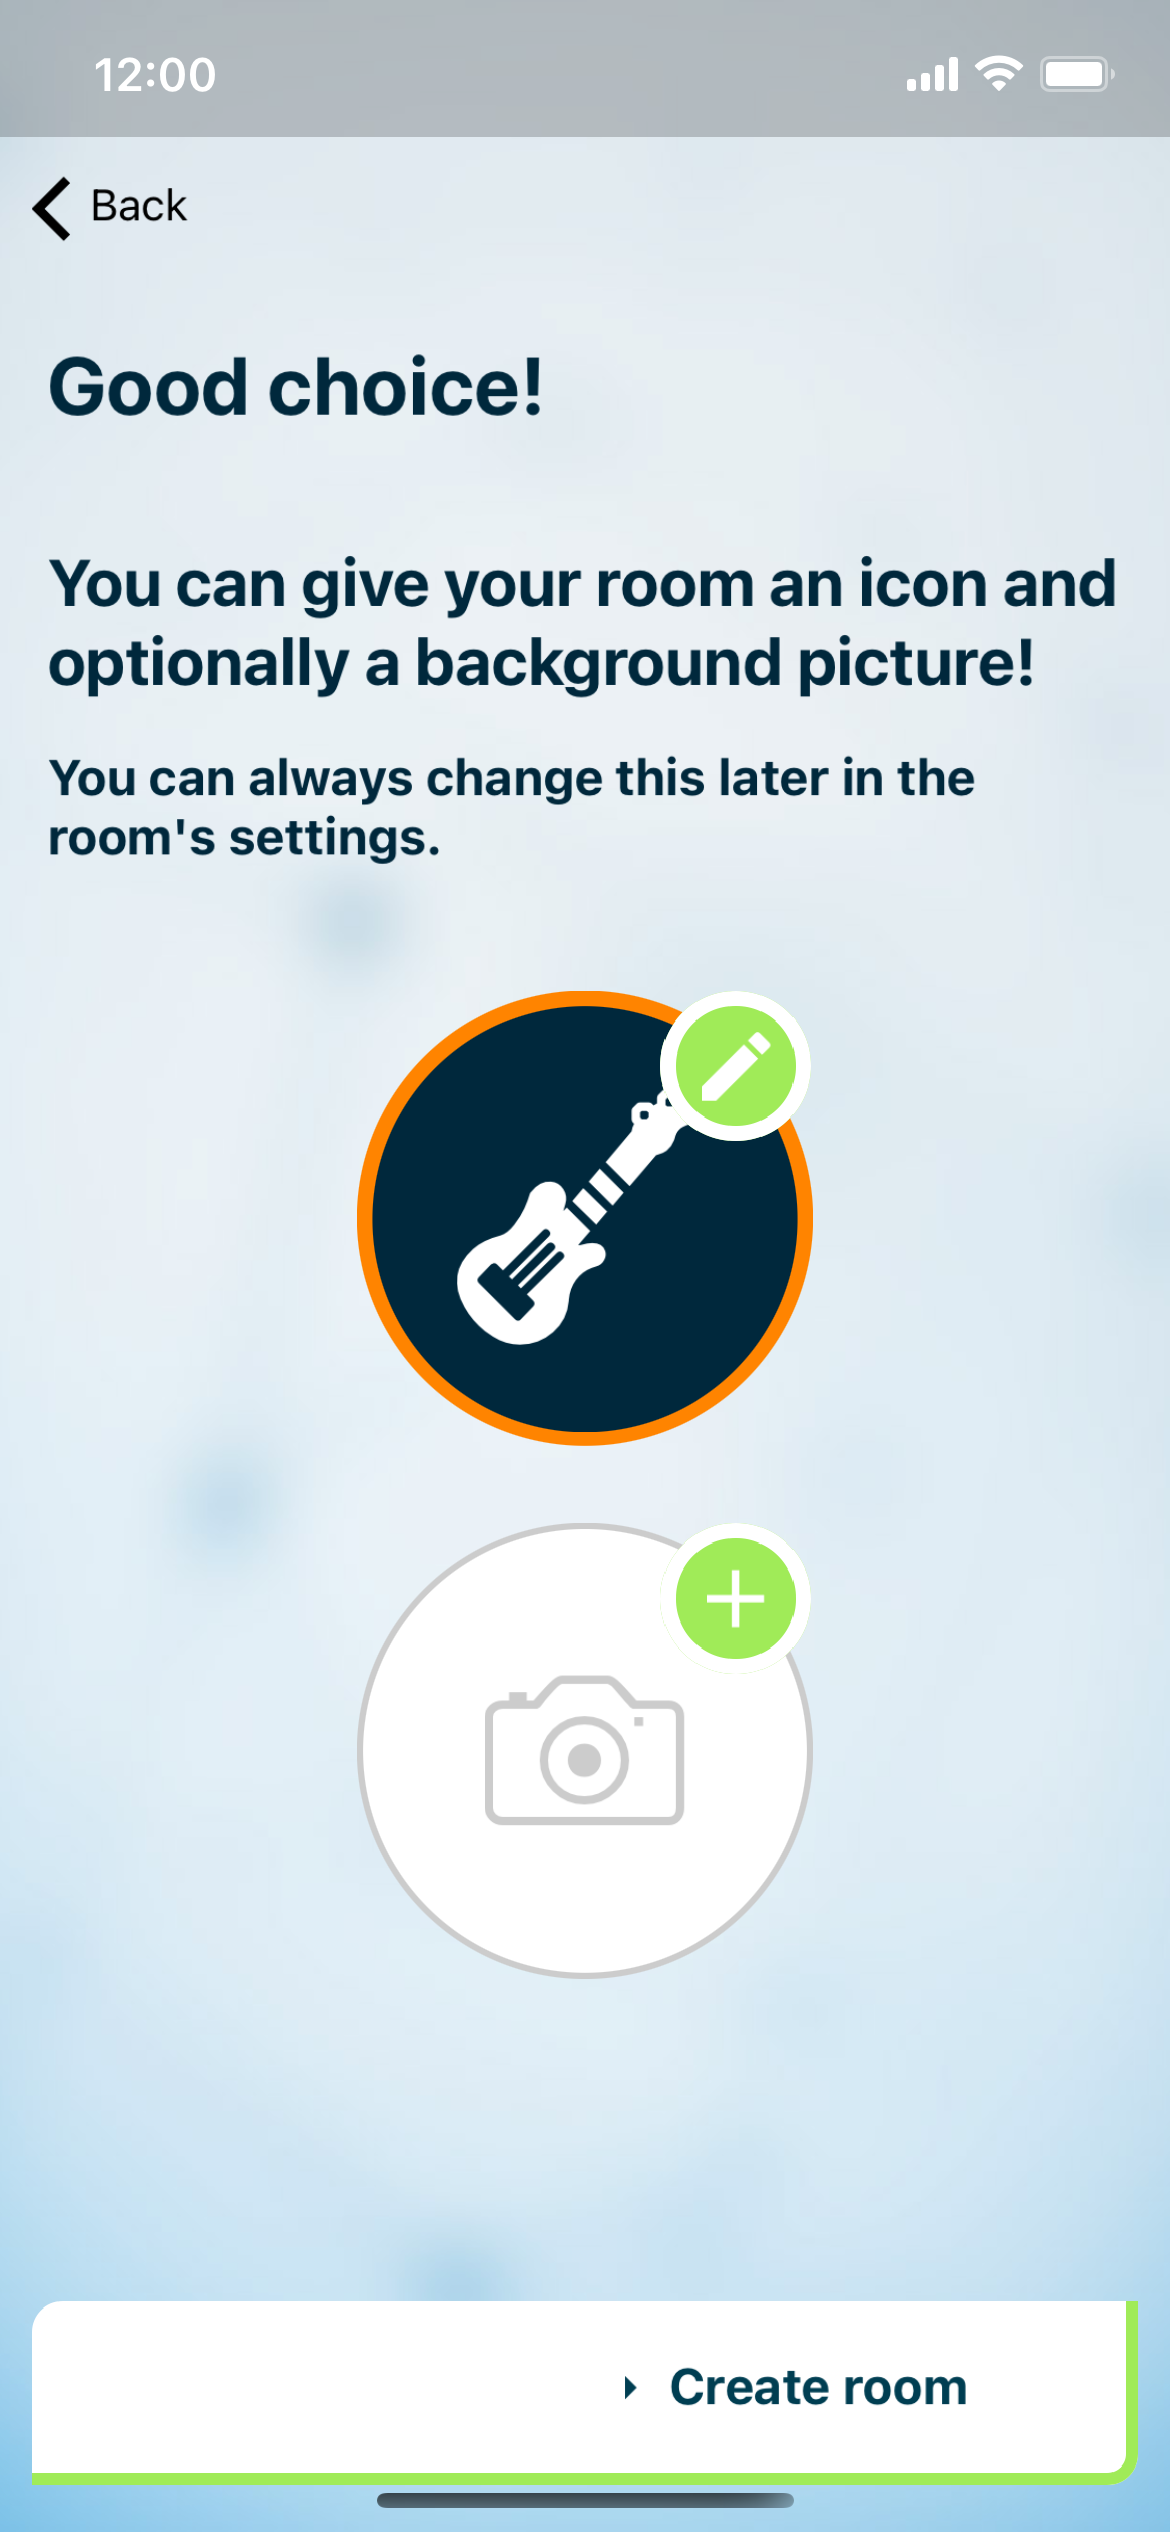 12:00
Back
Good choice!
You can give your room an icon and
optionally a background picture!
You can always change this later in the
room's settings.
Create room